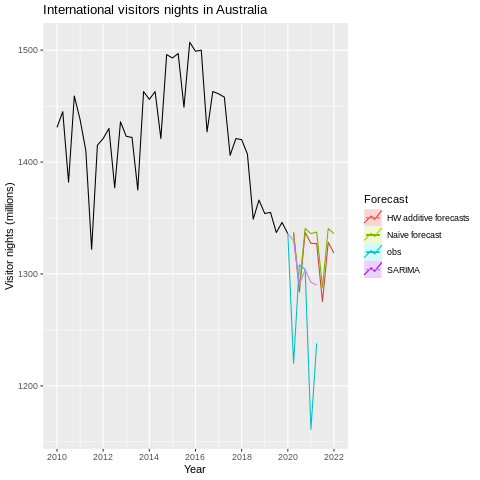 International visitors nights in Australia
Visitor nights (millions)
1500
1400
1300
1200
2010 2012 2014 2016 2018 2020 2022
Year
Forecast
HW additive forecasts
Naive forecast
obs
SARIMA